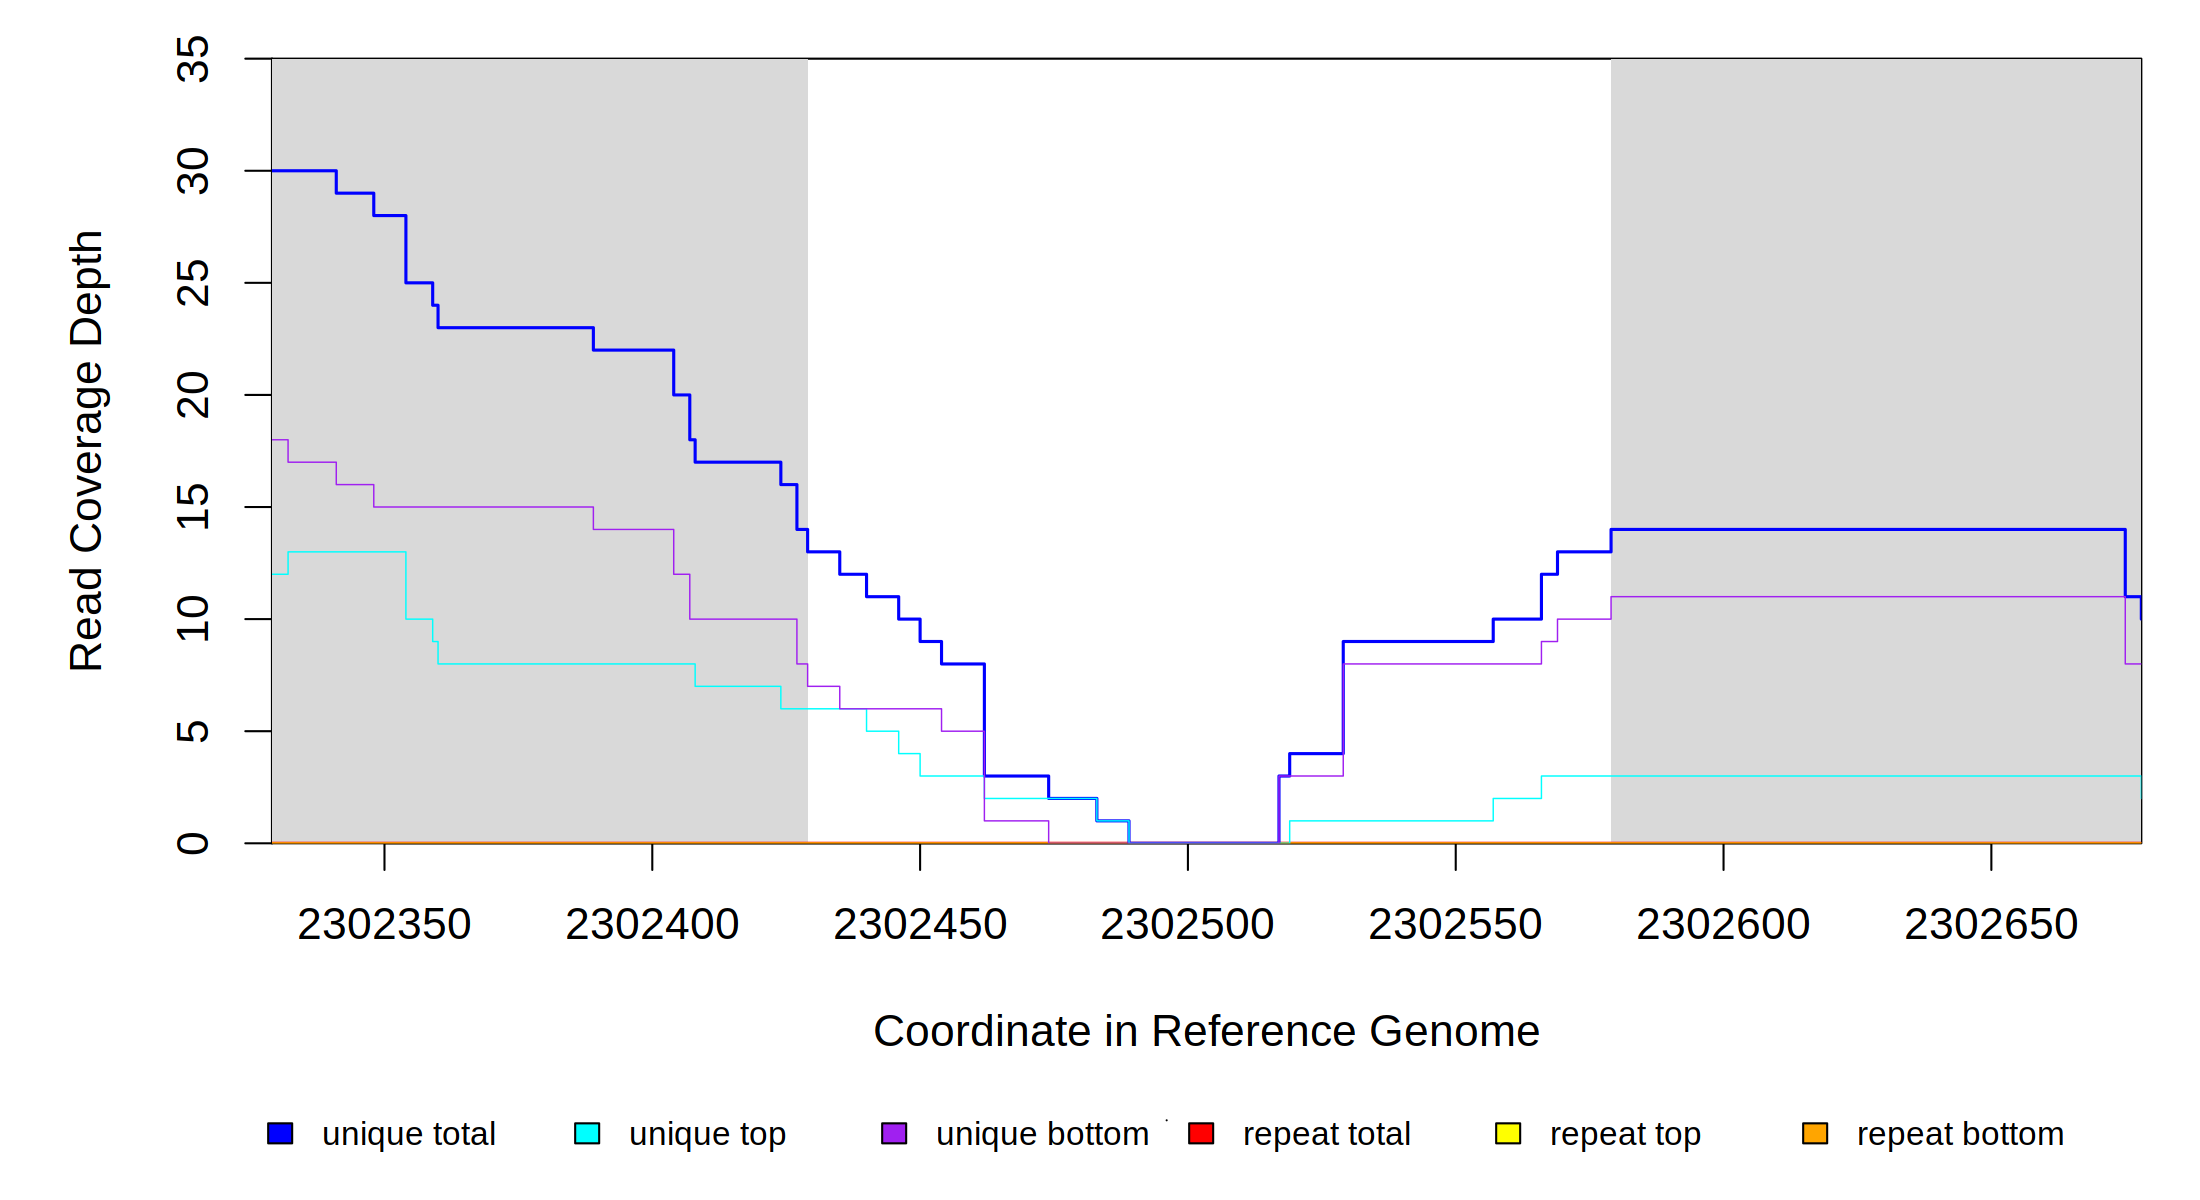 35
30
25
20
15
10
5
0
Read Coverage Depth
2302350 2302400 2302450 2302500 2302550 2302600 2302650
Coordinate in Reference Genome
unique total unique top unique bottom repeat total repeat top repeat bottom